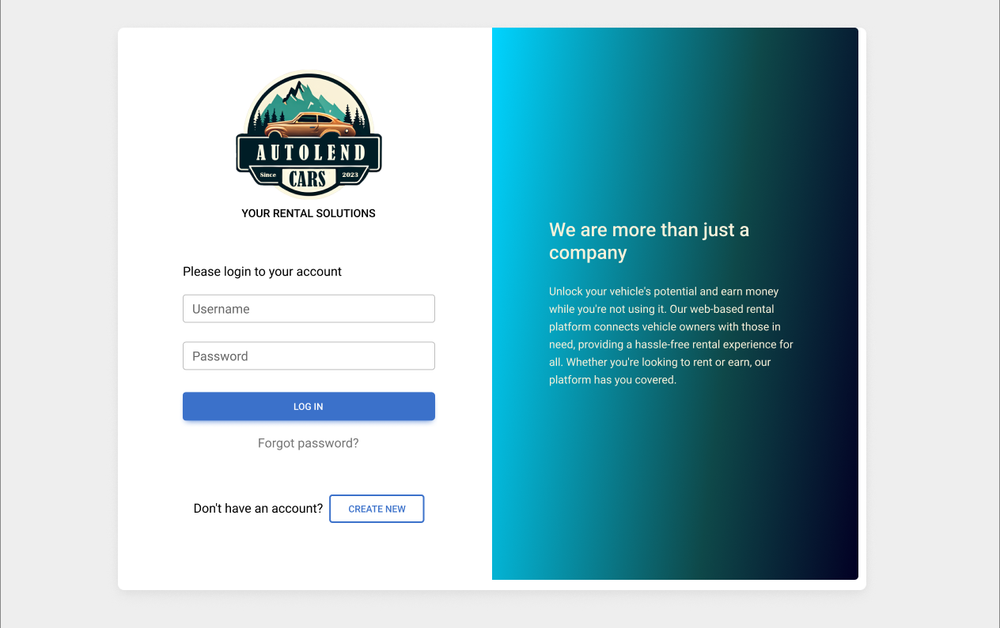 AUTOLEND
Since CARS 2023
YOUR RENTAL SOLUTIONS
Please login to your account
Username
Password
LOG IN
Forgot password?
Don't have an account? CREATE NEW
We are more than just a
company
Unlock your vehicle's potential and earn money
while you're not using it. Our web-based rental
platform connects vehicle owners with those in
need, providing a hassle-free rental experience for
all. Whether you're looking to rent or earn, our
platform has you covered.